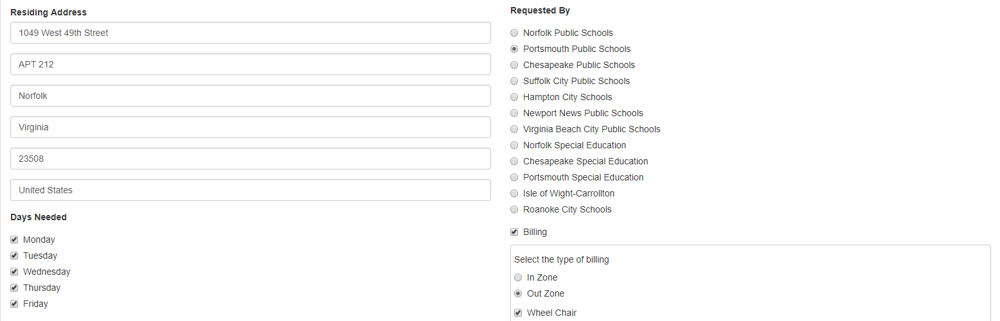 Residing Address
1049 West 49th Street
APT 212
Norfolk
Virginia
23508
United States
Days Needed
Monday
Tuesday
Wednesday
Thursday
Friday
Requested By
Norfolk Public Schools
Portsmouth Public Schools
Chesapeake Public Schools
Suffolk City Public Schools
Hampton City Schools
Newport News Public Schools
Virginia Beach City Public Schools
Norfolk Special Education
Chesapeake Special Education
Portsmouth Special Education
Isle of Wight-Carrollton
Roanoke City Schools
Billing
Select the type of billing
In Zone
Out Zone
Wheel Chair